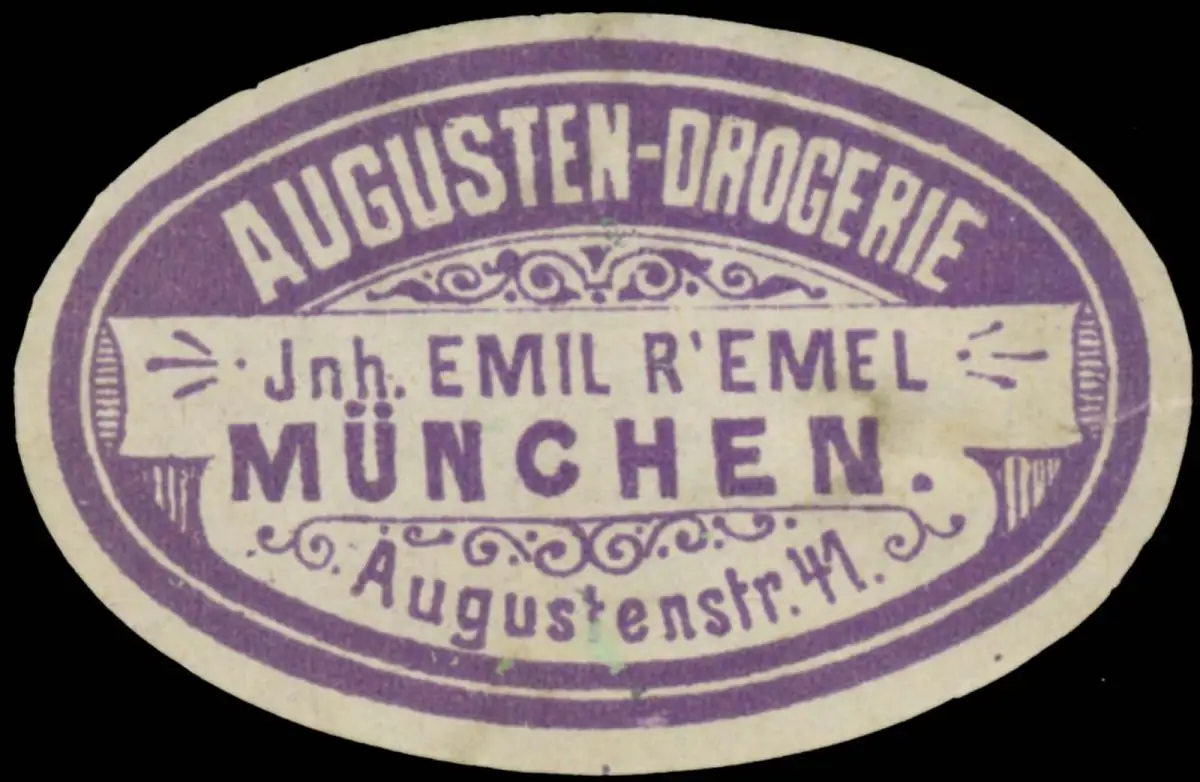 AUGUSTEN-DROGERIE
Jnh. EMIL R'EMEL
MÜNCHEN.
Augustenstr. 41.